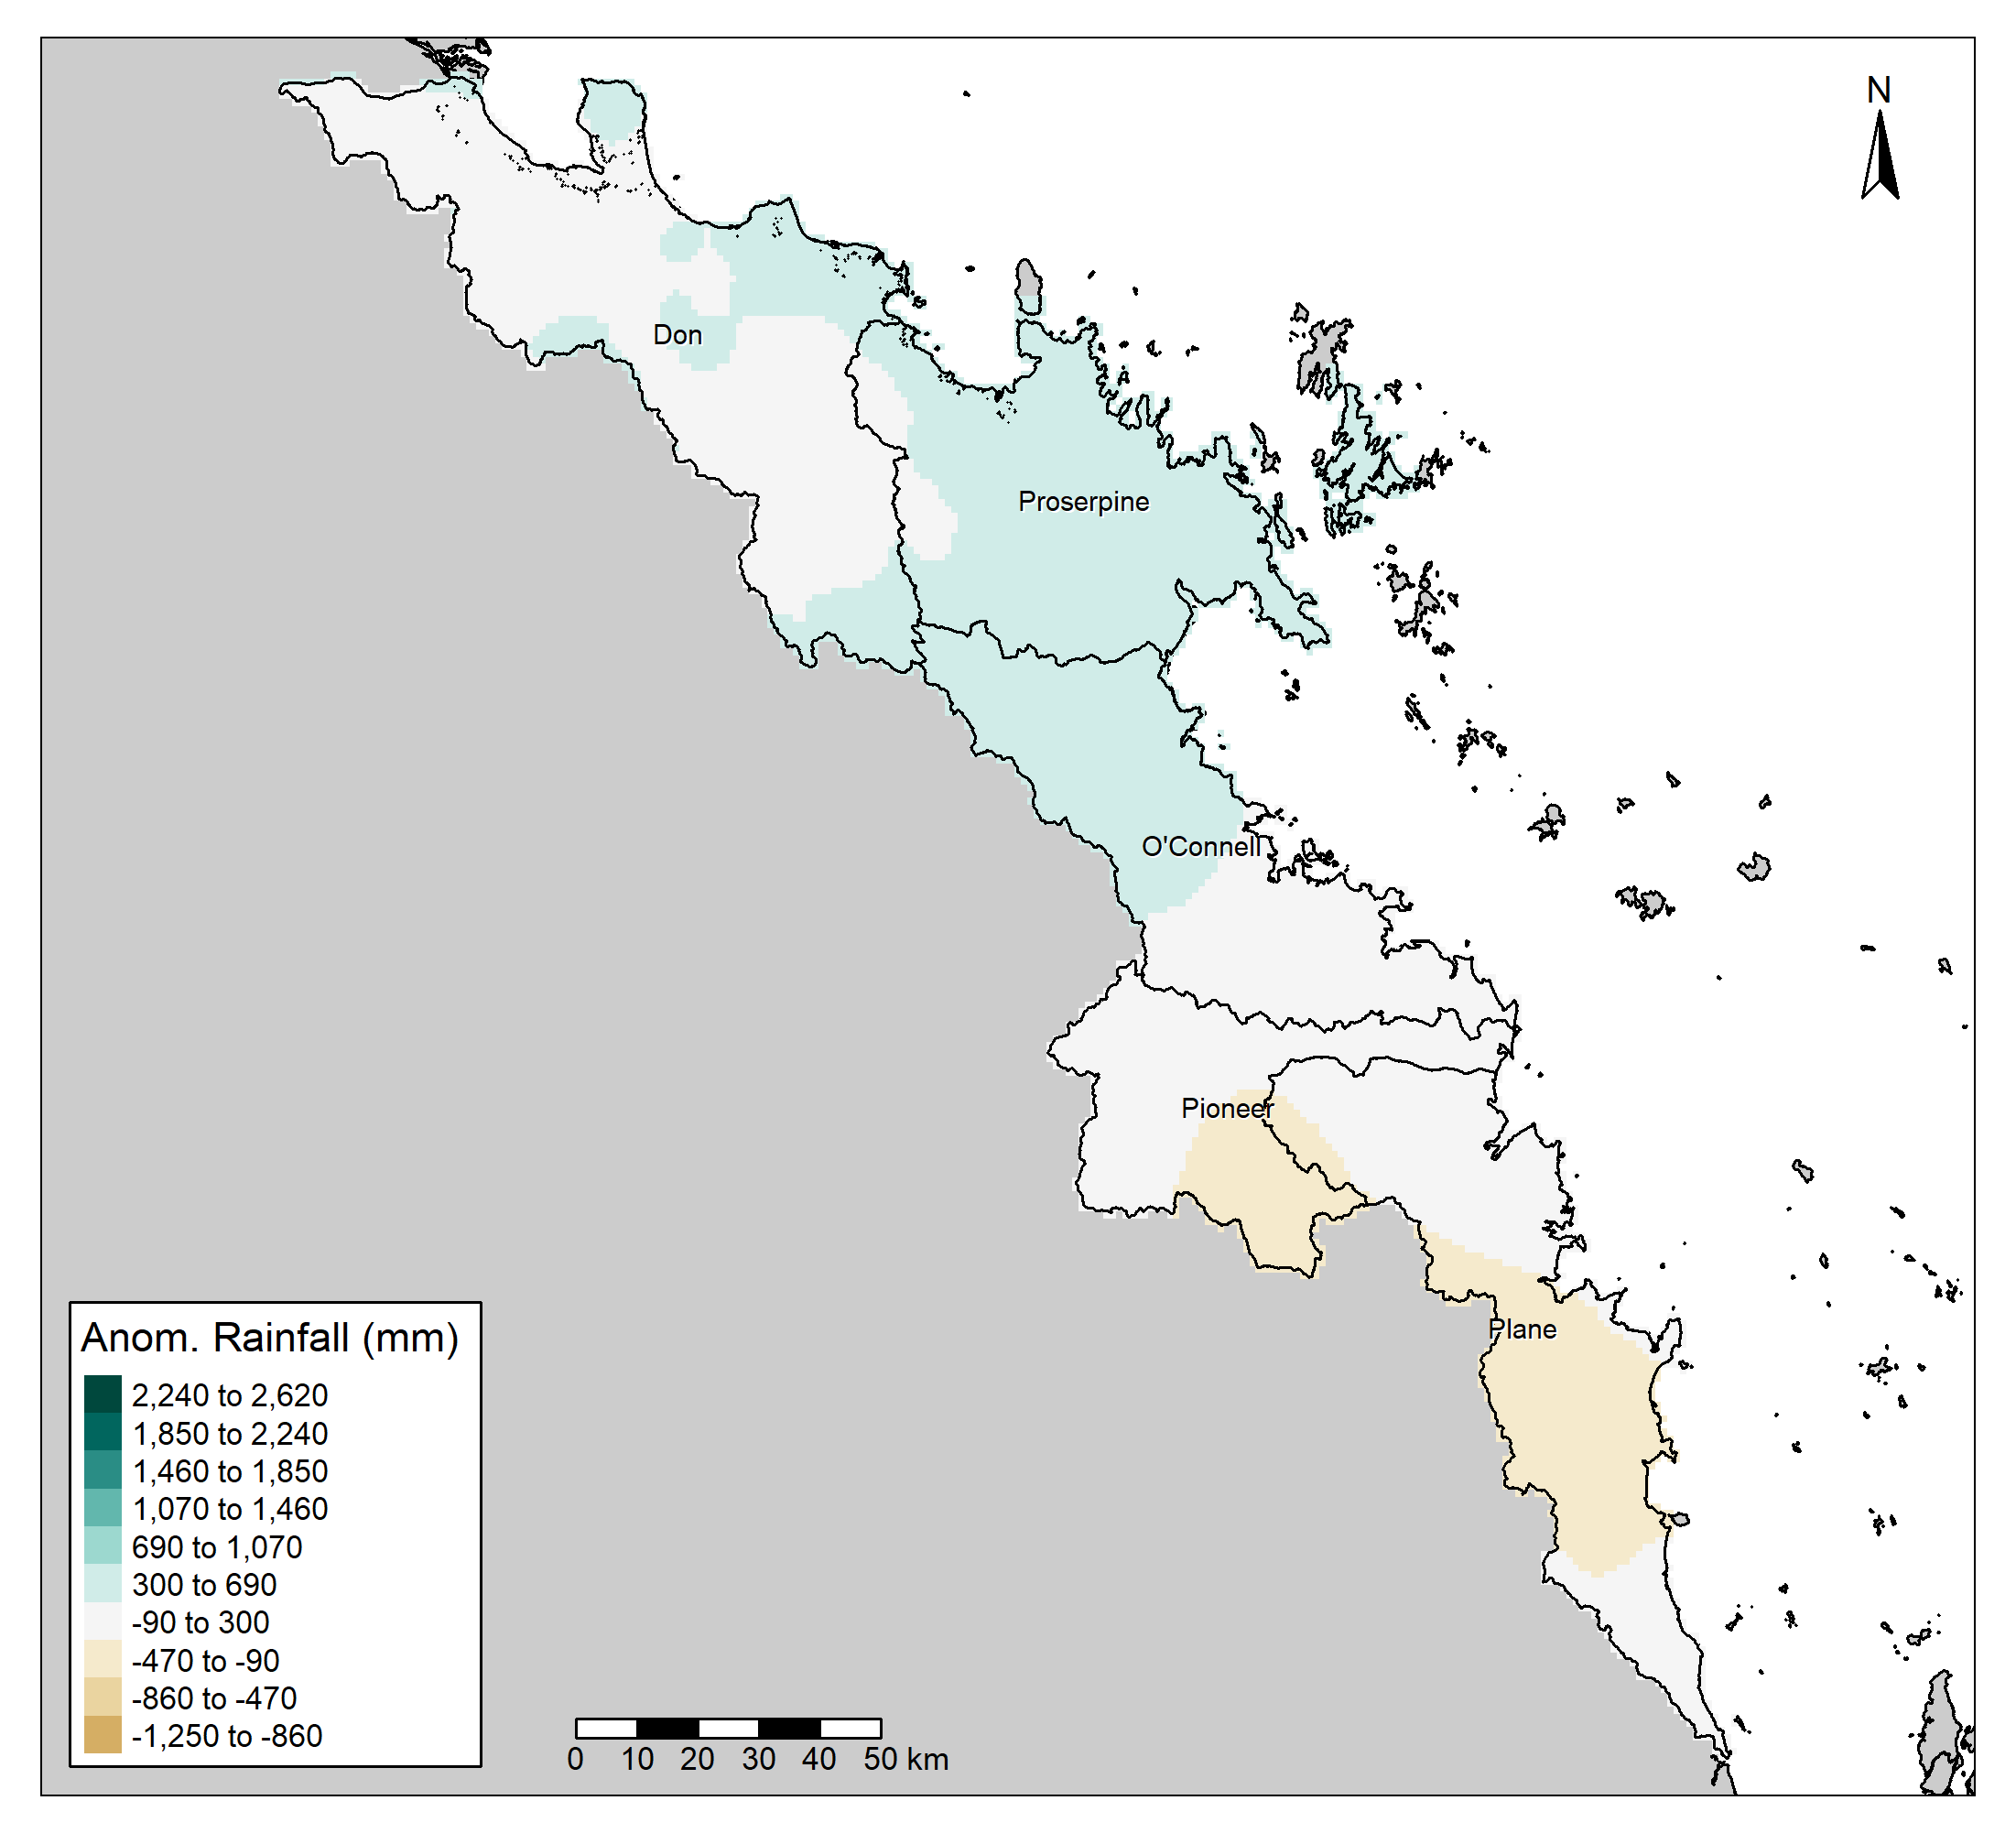 N
Don
Proserpine
O'Connell
Pioneer
Plane
Anom. Rainfall (mm)
2,240 to 2,620
1,850 to 2,240
1,460 to 1,850
1,070 to 1,460
690 to 1,070
300 to 690
-90 to 300
-470 to -90
-860 to -470
-1,250 to -860
0 10 20 30 40 50 km